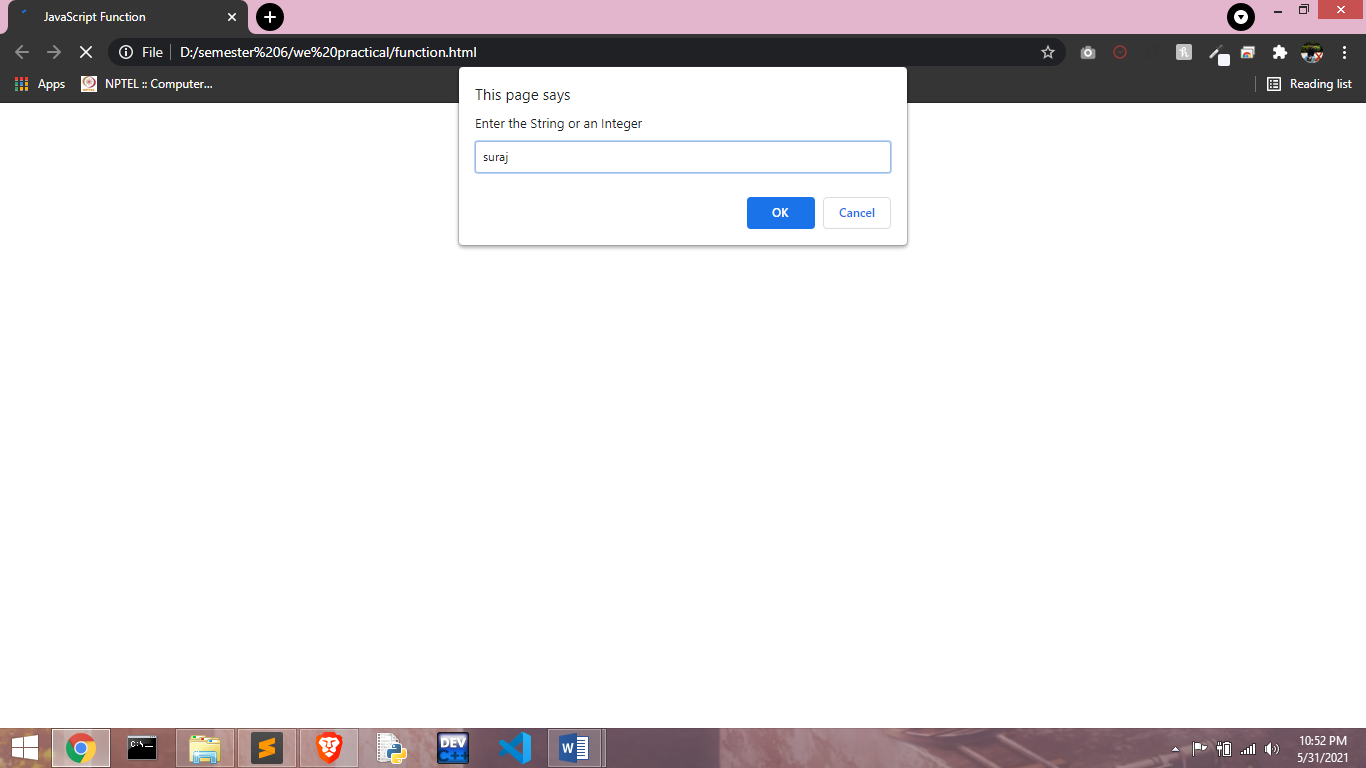 JavaScript Function
File
D:/semester%206/we%20practical/function.html
Apps
NPTEL :: Computer...
Reading list
This page says
Enter the String or an Integer
suraj
OK
Cancel
C:\
DEV
C++
W
10:52 PM
5/31/2021